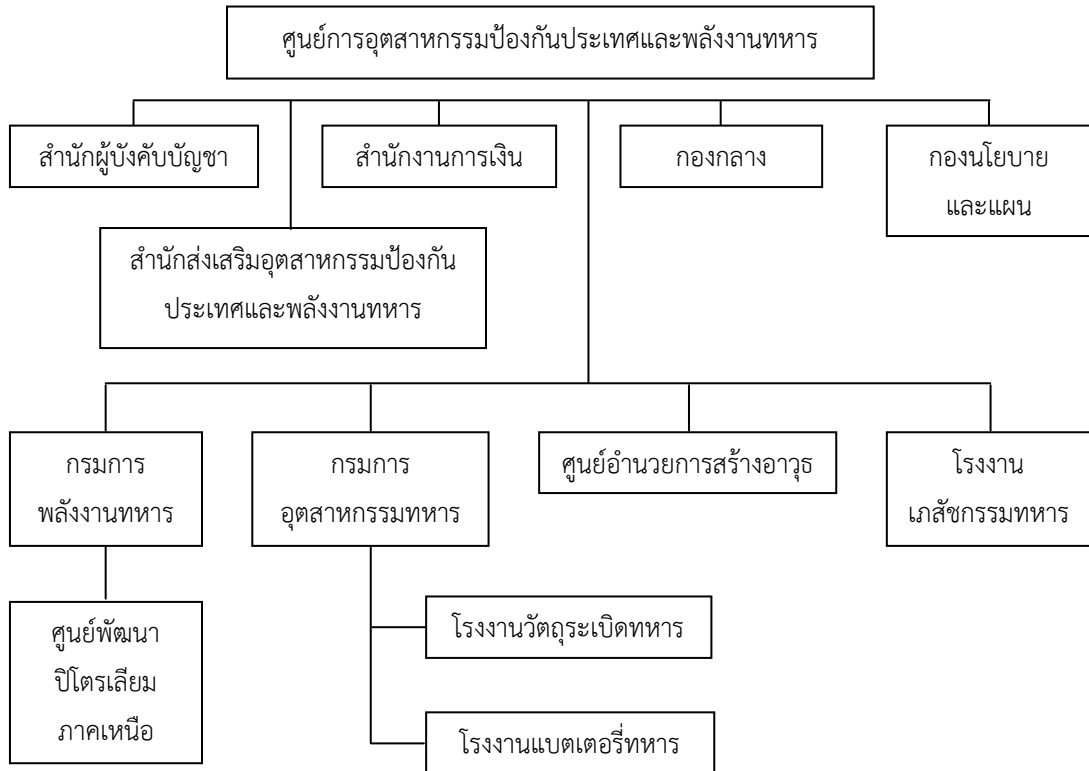 ศูนย์การอุตสาหกรรมป้องกันประเทศและพลังงานทหาร
สำนักผู้บังคับบัญชา
สำนักงานการเงิน
กองกลาง
กองนโยบาย
และแผน
สำนักส่งเสริมอุตสาหกรรมป้องกัน
ประเทศและพลังงานทหาร
กรมการ
พลังงานทหาร
กรมการ
อุตสาหกรรมทหาร
ศูนย์อำนวยการสร้างอาวุธ
โรงงาน
เภสัชกรรมทหาร
ศูนย์พัฒนา
ปิโตรเลียม
ภาคเหนือ
โรงงานวัตถุระเบิดทหาร
โรงงานแบตเตอรี่ทหาร